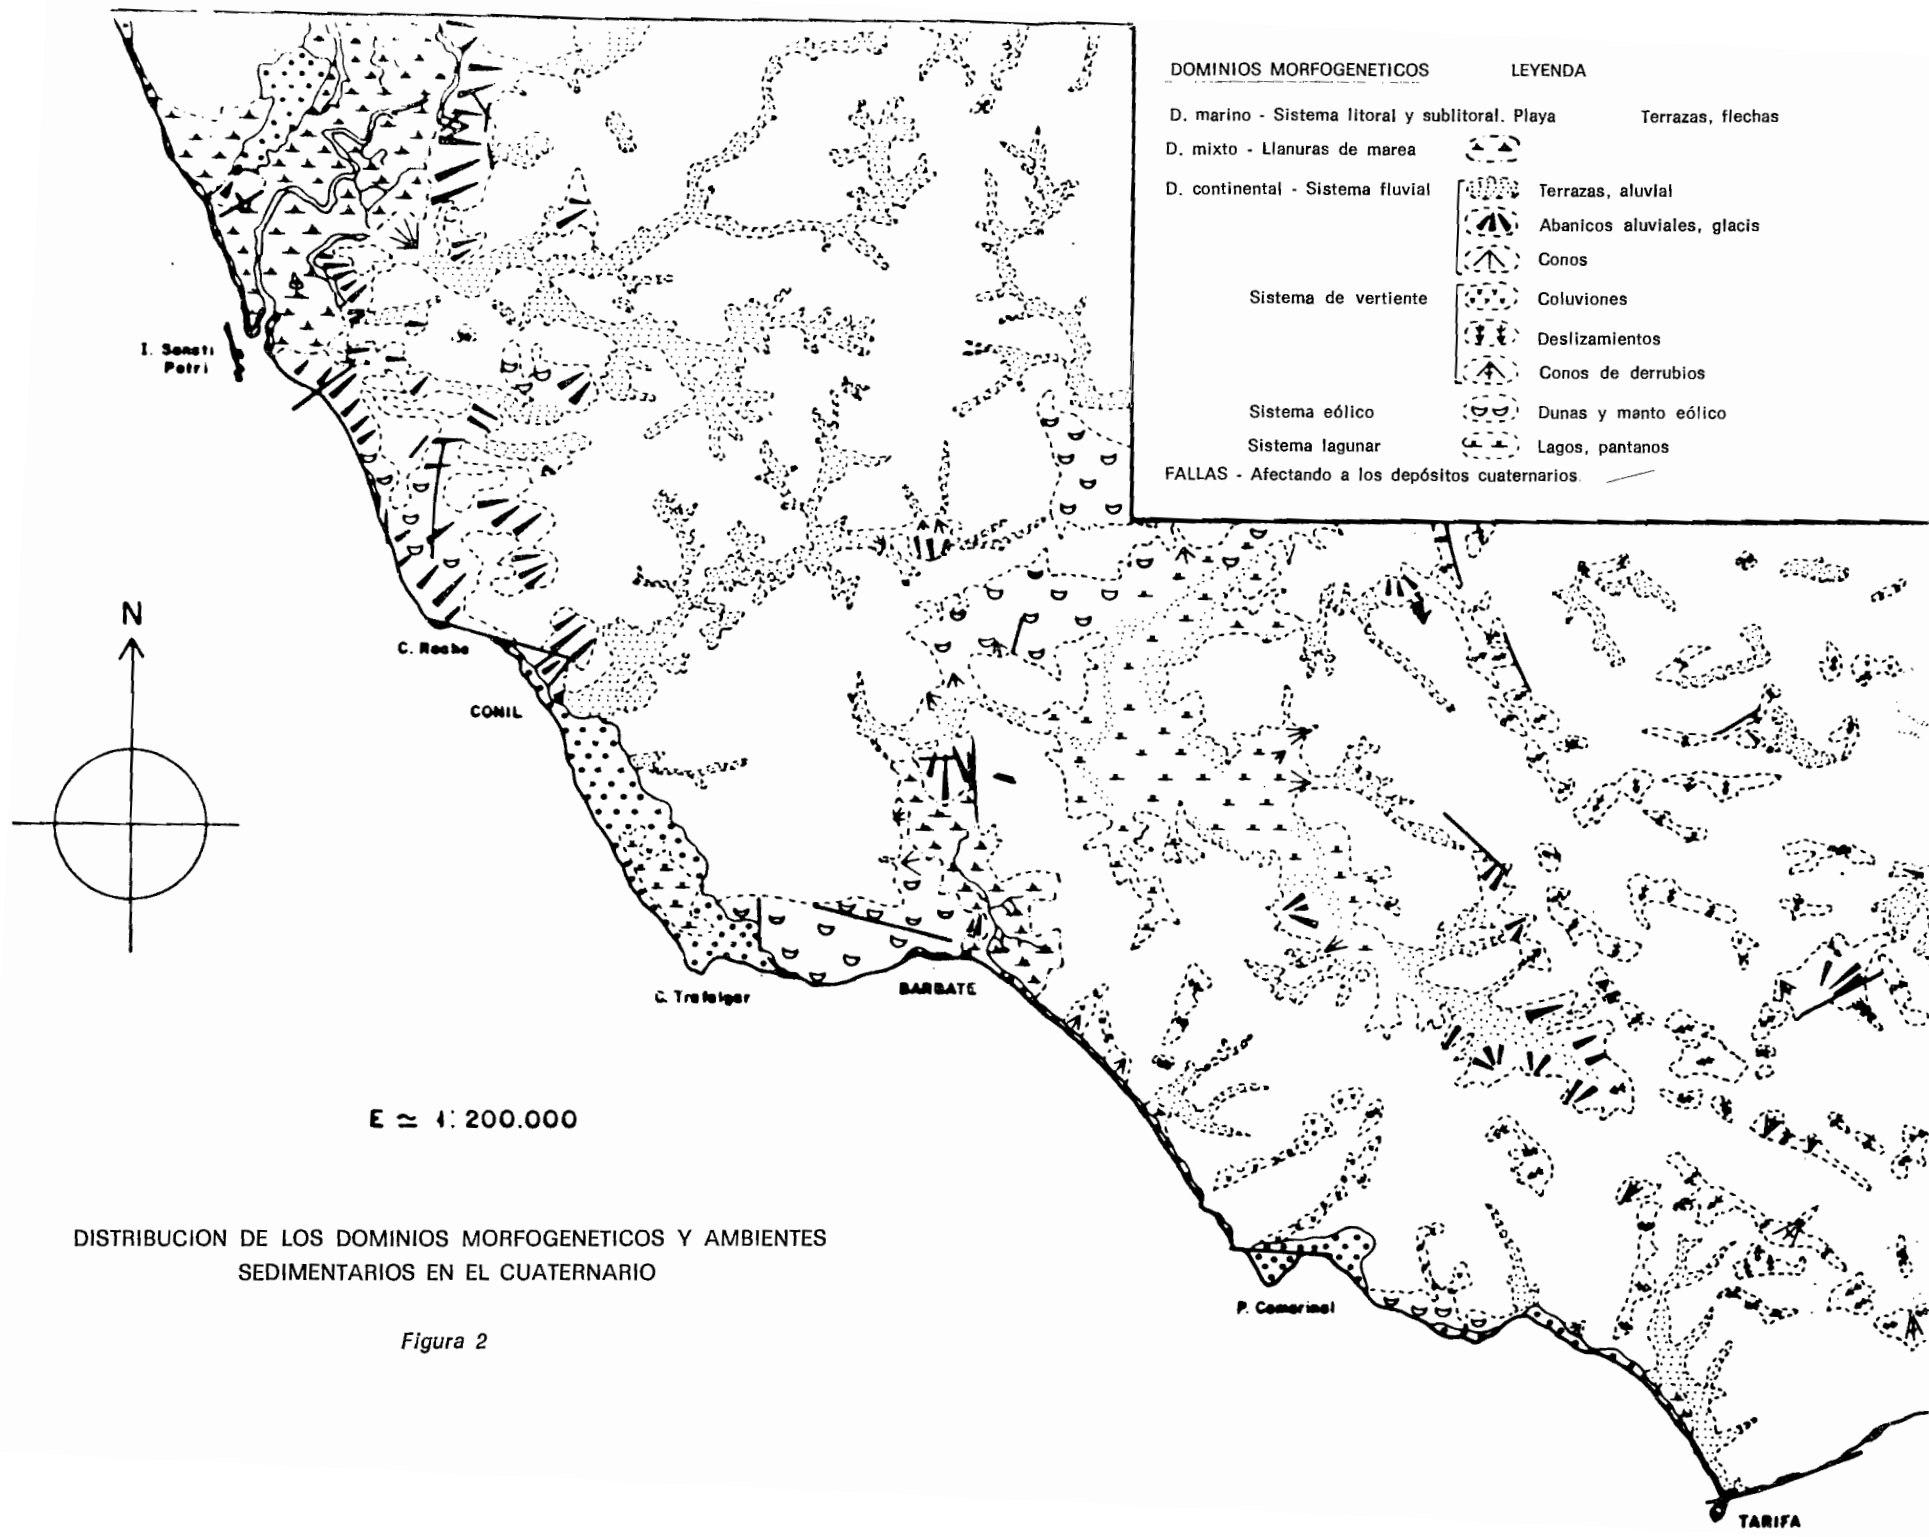 DOMINIOS MORFOGENETICOS LEYENDA
D. marino - Sistema litoral y sublitoral. Playa Terrazas, flechas
D. mixto - Llanuras de marea
D. continental - Sistema fluvial Terrazas, aluvial
Abanicos aluviales, glacis
Conos
Sistema de vertiente Coluviones
Deslizamientos
Conos de derrubios
Sistema eólico Dunas y manto eólico
Sistema lagunar Lagos, pantanos
FALLAS - Afectando a los depósitos cuaternarios.
I. Sancti
Petri
N
C. Roche
CONIL
C. Trafalgar
BARBATE
E ≃ 1:200.000
DISTRIBUCION DE LOS DOMINIOS MORFOGENETICOS Y AMBIENTES
SEDIMENTARIOS EN EL CUATERNARIO
P. Camarinal
Figura 2
TARIFA